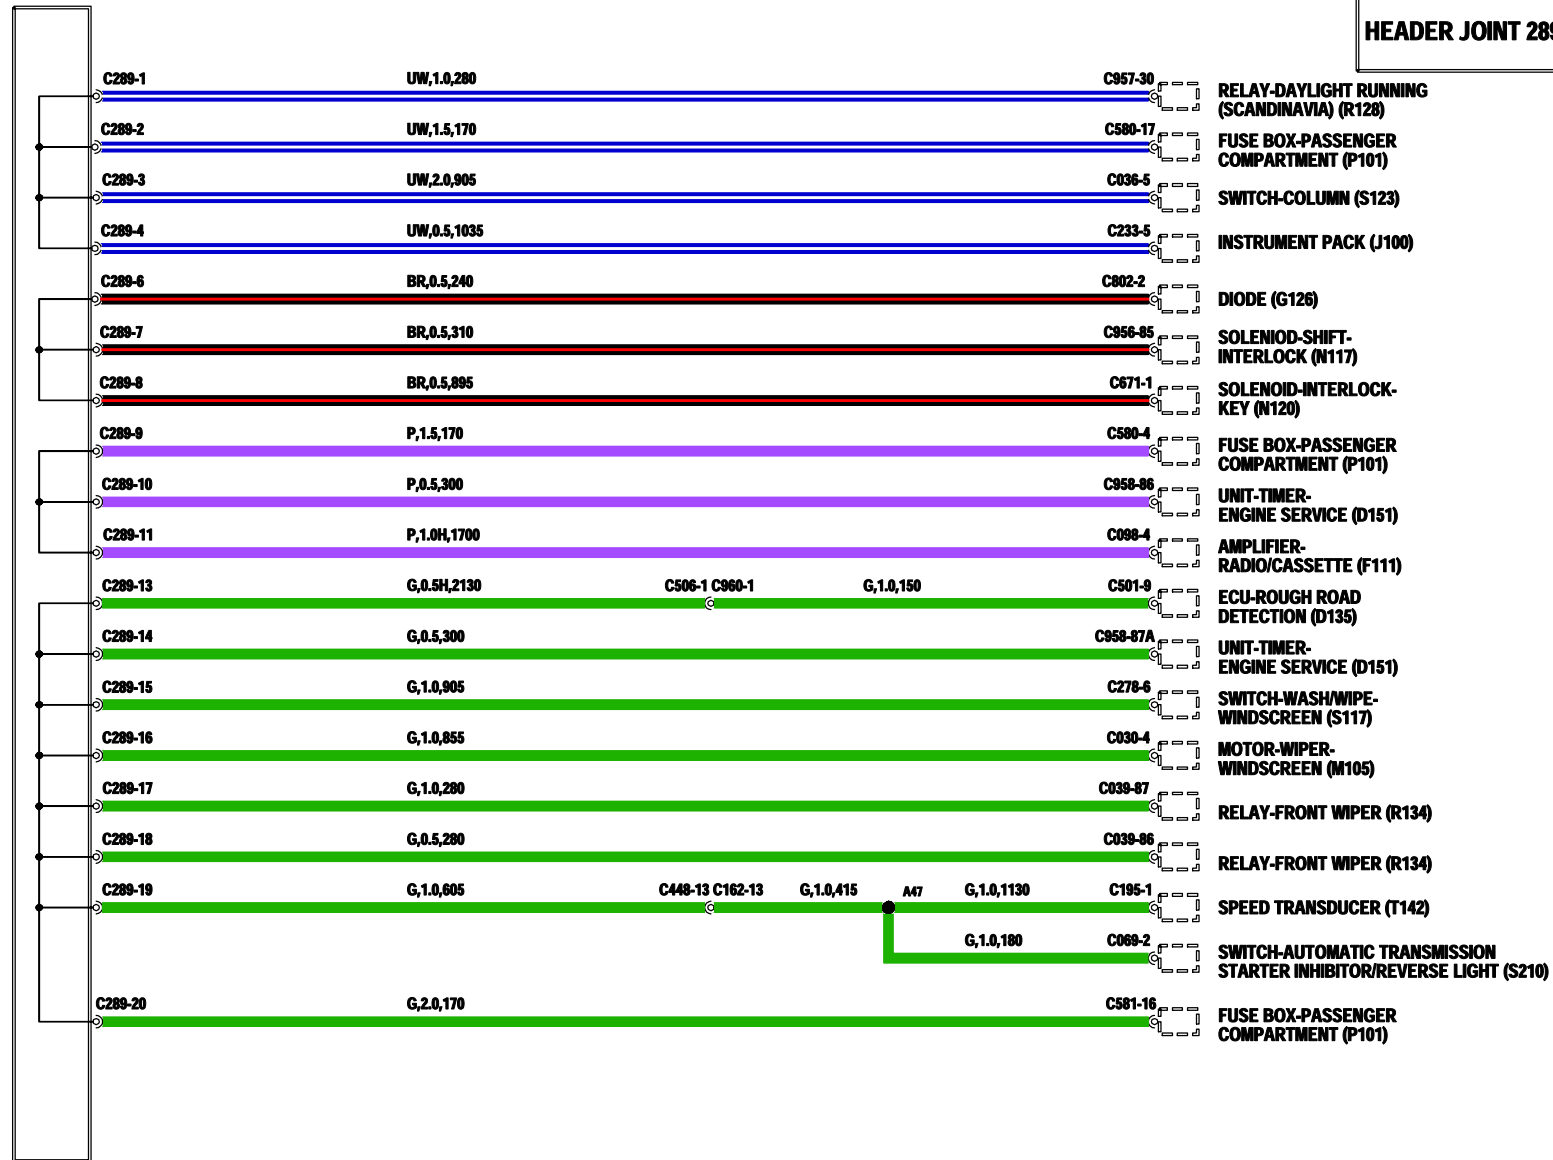 HEADER JOINT 289
C289-1 UW,1.0,280 C957-30
RELAY-DAYLIGHT RUNNING
(SCANDINAVIA) (R128)
C289-2 UW,1.5,170 C580-17
FUSE BOX-PASSENGER
COMPARTMENT (P101)
C289-3 UW,2.0,905 C036-5
SWITCH-COLUMN (S123)
C289-4 UW,0.5,1035 C233-5
INSTRUMENT PACK (J100)
C289-6 BR,0.5,240 C802-2
DIODE (G126)
C289-7 BR,0.5,310 C956-85
SOLENIOD-SHIFT-
INTERLOCK (N117)
C289-8 BR,0.5,895 C671-1
SOLENOID-INTERLOCK-
KEY (N120)
C289-9 P,1.5,170 C580-4
FUSE BOX-PASSENGER
COMPARTMENT (P101)
C289-10 P,0.5,300 C958-86
UNIT-TIMER-
ENGINE SERVICE (D151)
C289-11 P,1.0H,1700 C098-4
AMPLIFIER-
RADIO/CASSETTE (F111)
C289-13 G,0.5H,2130 C506-1 C960-1 G,1.0,150 C501-9
ECU-ROUGH ROAD
DETECTION (D135)
C289-14 G,0.5,300 C958-87A
UNIT-TIMER-
ENGINE SERVICE (D151)
C289-15 G,1.0,905 C278-6
SWITCH-WASH/WIPE-
WINDSCREEN (S117)
C289-16 G,1.0,855 C030-4
MOTOR-WIPER-
WINDSCREEN (M105)
C289-17 G,1.0,280 C039-87
RELAY-FRONT WIPER (R134)
C289-18 G,0.5,280 C039-86
RELAY-FRONT WIPER (R134)
C289-19 G,1.0,605 C448-13 C162-13 G,1.0,415 A47 G,1.0,1130 C195-1
SPEED TRANSDUCER (T142)
G,1.0,180 C069-2
SWITCH-AUTOMATIC TRANSMISSION
STARTER INHIBITOR/REVERSE LIGHT (S210)
C289-20 G,2.0,170 C581-16
FUSE BOX-PASSENGER
COMPARTMENT (P101)